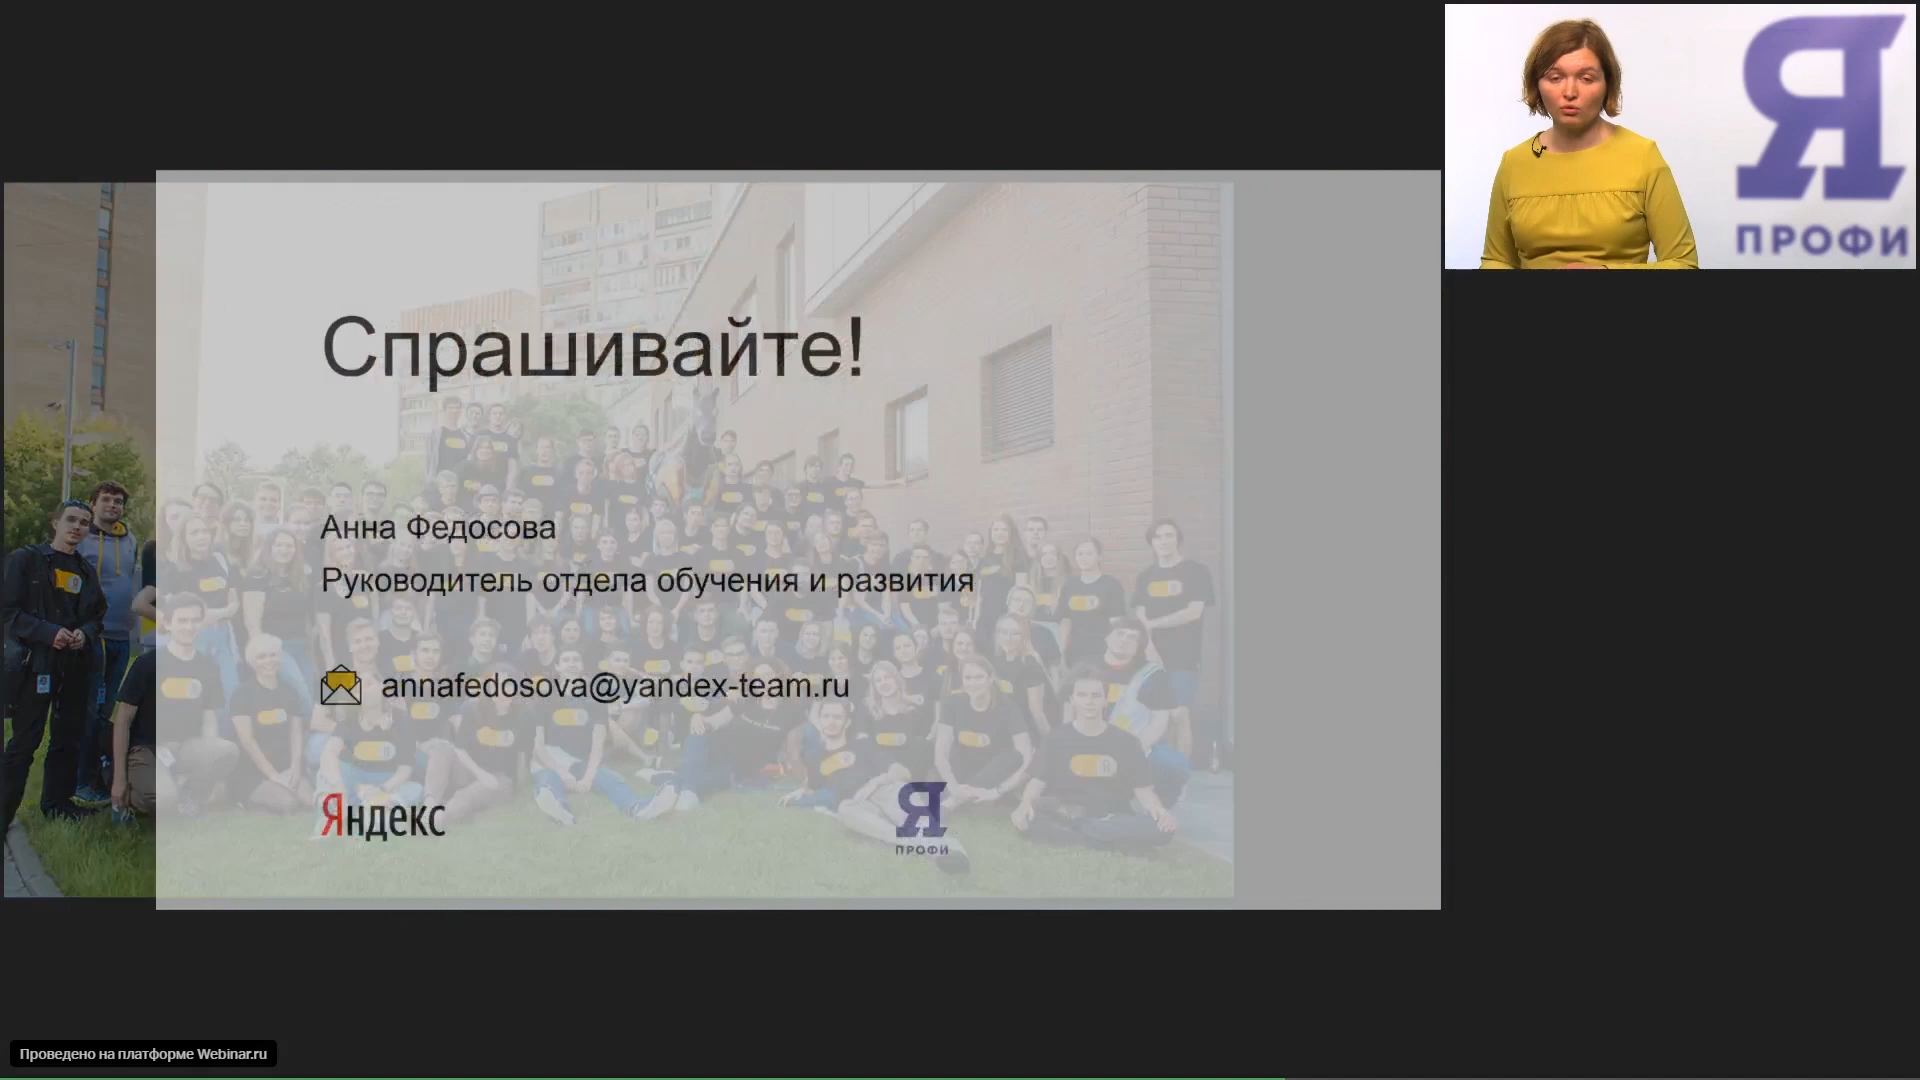 Спрашивайте!
Анна Федосова
Руководитель отдела обучения и развития
annafedosova@yandex-team.ru
Яндекс
Я
ПРОФИ
Я
ПРОФИ
Проведено на платформе Webinar.ru